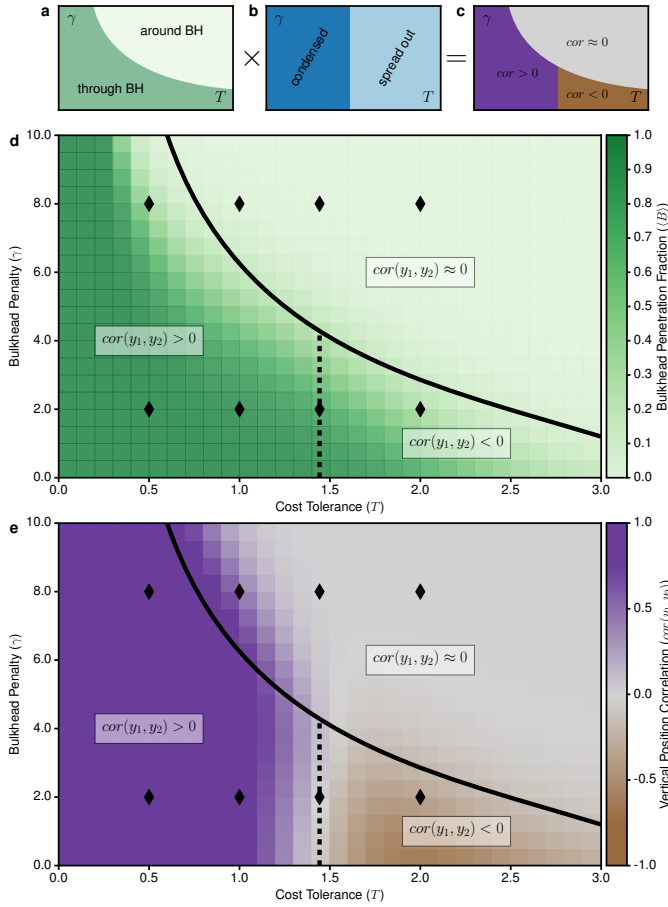 a
γ
around BH
through BH
T
×
b
γ
condensed
spread out
T
=
c
γ
cor ≈ 0
cor > 0
cor < 0
T
d
10.0
8.0
6.0
4.0
2.0
0.0
Bulkhead Penalty (γ)
cor(y₁, y₂) ≈ 0
cor(y₁, y₂) > 0
cor(y₁, y₂) < 0
0.0 0.5 1.0 1.5 2.0 2.5 3.0
Cost Tolerance (T)
1.0
0.9
0.8
0.7
0.6
0.5
0.4
0.3
0.2
0.1
0.0
Bulkhead Penetration Fraction (⟨B⟩)
e
10.0
8.0
6.0
4.0
2.0
0.0
Bulkhead Penalty (γ)
cor(y₁, y₂) ≈ 0
cor(y₁, y₂) > 0
cor(y₁, y₂) < 0
0.0 0.5 1.0 1.5 2.0 2.5 3.0
Cost Tolerance (T)
1.0
0.5
0.0
-0.5
-1.0
Vertical Position Correlation (cor(y₁, y₂))